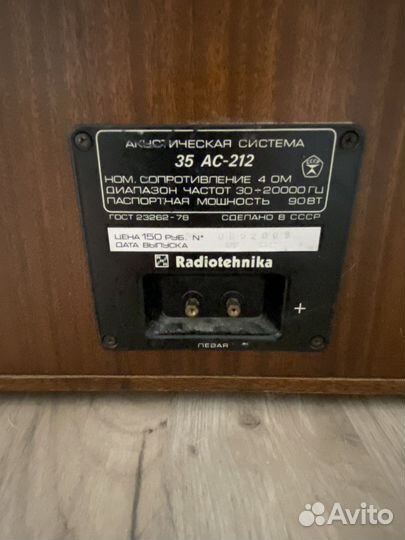 АКУСТИЧЕСКАЯ СИСТЕМА
35 АС-212
НОМ. СОПРОТИВЛЕНИЕ 4 ОМ
ДИАПАЗОН ЧАСТОТ 30÷20000 ГЦ
ПАСПОРТНАЯ МОЩНОСТЬ 90 ВТ
ГОСТ 23262-78 СДЕЛАНО В СССР
ЦЕНА 150 РУБ. №
ДАТА ВЫПУСКА
Radiotehnika
+
ЛЕВАЯ
Avito